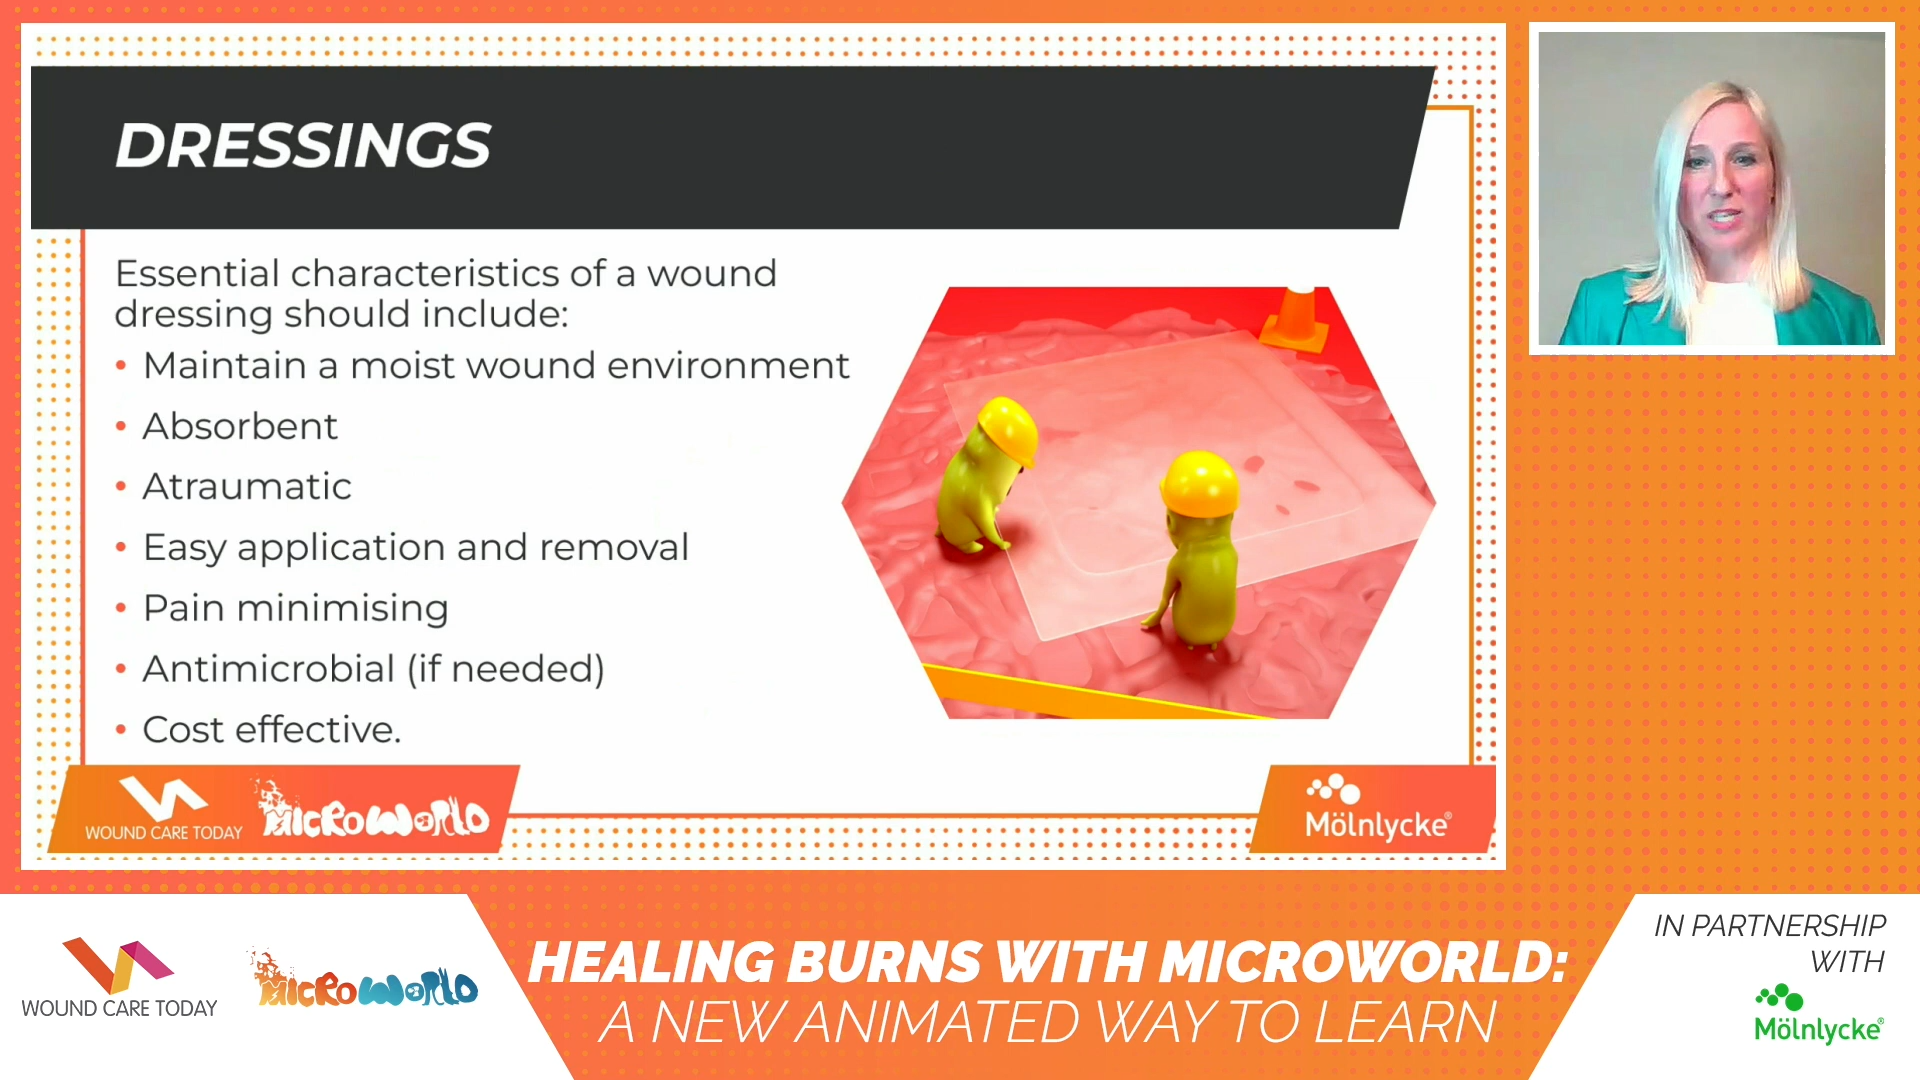 DRESSINGS
Essential characteristics of a wound
dressing should include:
• Maintain a moist wound environment
• Absorbent
• Atraumatic
• Easy application and removal
• Pain minimising
• Antimicrobial (if needed)
• Cost effective.
WOUND CARE TODAY
MICROWORLD
Mölnlycke®
WOUND CARE TODAY
MICROWORLD
HEALING BURNS WITH MICROWORLD:
A NEW ANIMATED WAY TO LEARN
IN PARTNERSHIP
WITH
Mölnlycke®